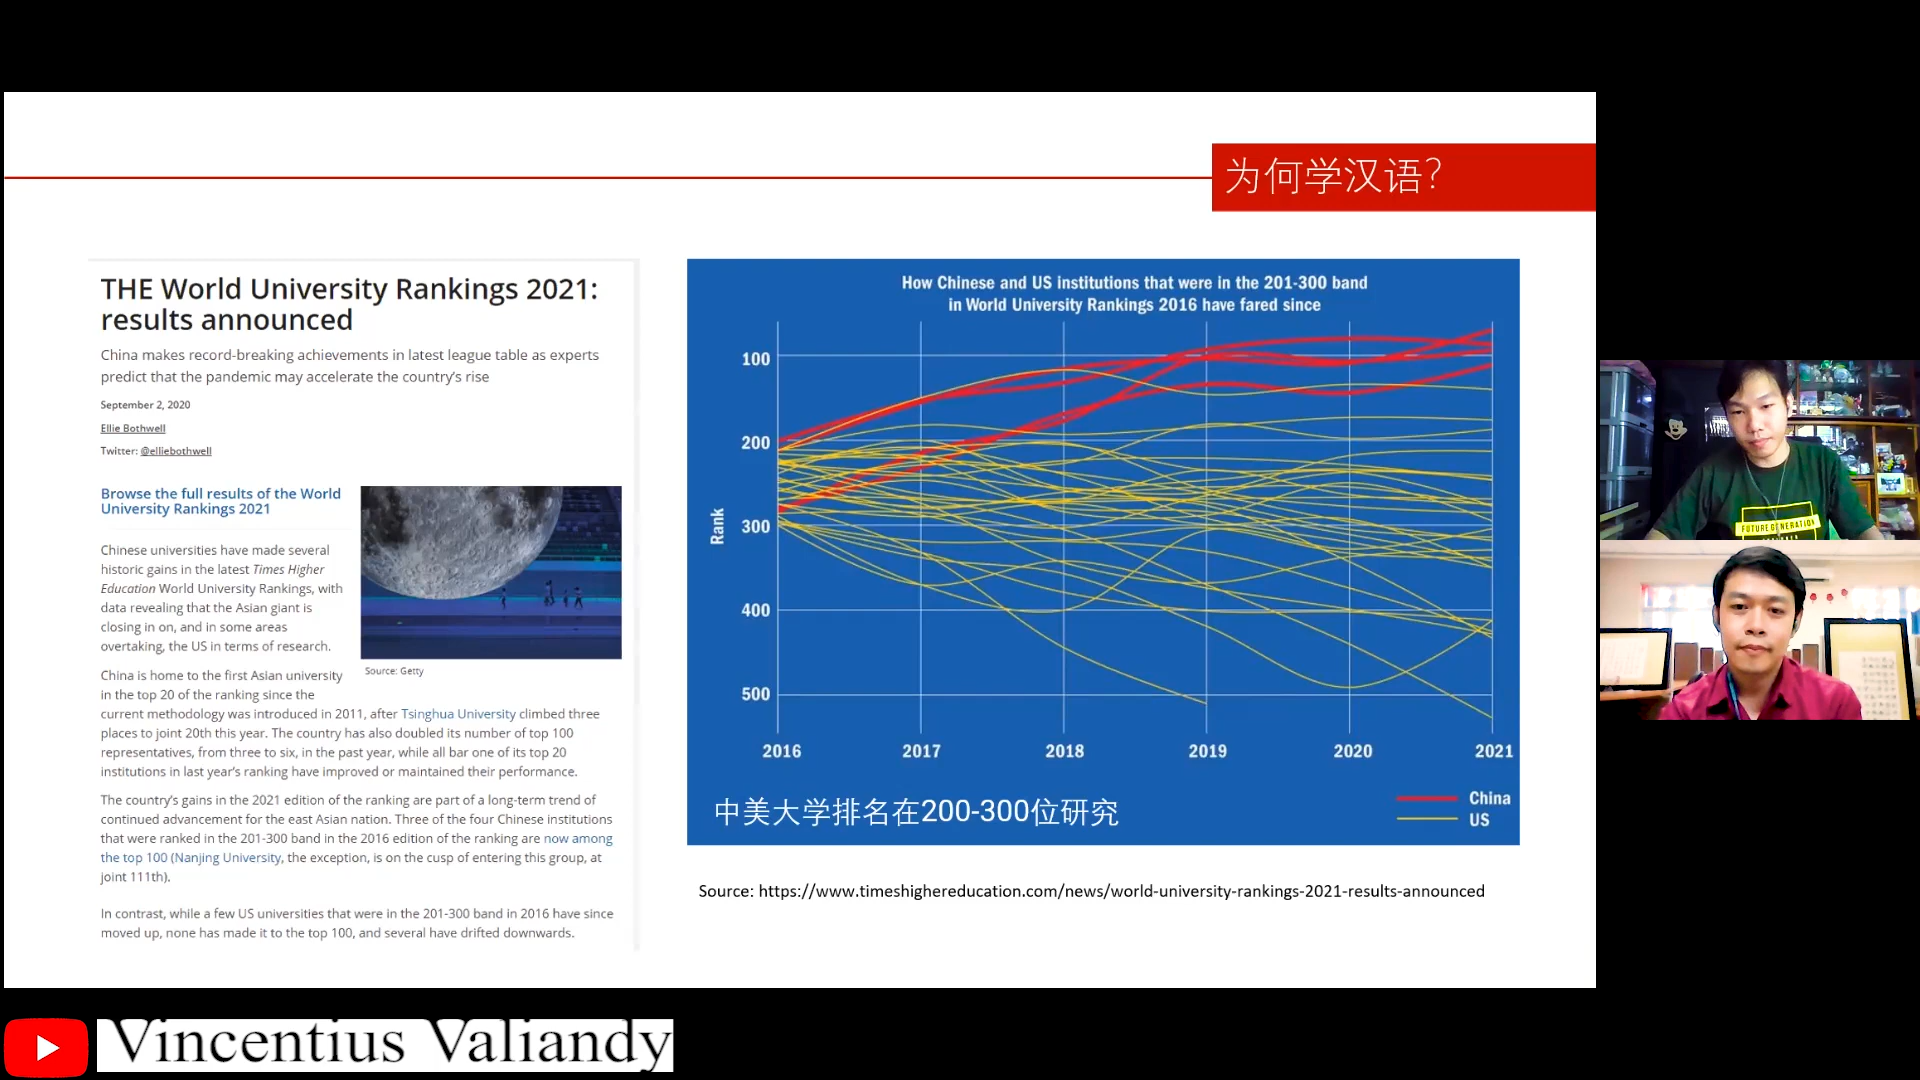 为何学汉语?
THE World University Rankings 2021:
results announced
China makes record-breaking achievements in latest league table as experts
predict that the pandemic may accelerate the country's rise
September 2, 2020
Ellie Bothwell
Twitter: @elliebothwell
Browse the full results of the World
University Rankings 2021
Chinese universities have made several
historic gains in the latest Times Higher
Education World University Rankings, with
data revealing that the Asian giant is
closing in on, and in some areas
overtaking, the US in terms of research.
Source: Getty
China is home to the first Asian university
in the top 20 of the ranking since the
current methodology was introduced in 2011, after Tsinghua University climbed three
places to joint 20th this year. The country has also doubled its number of top 100
representatives, from three to six, in the past year, while all bar one of its top 20
institutions in last year's ranking have improved or maintained their performance.
The country's gains in the 2021 edition of the ranking are part of a long-term trend of
continued advancement for the east Asian nation. Three of the four Chinese institutions
that were ranked in the 201-300 band in the 2016 edition of the ranking are now among
the top 100 (Nanjing University, the exception, is on the cusp of entering this group, at
joint 111th).
In contrast, while a few US universities that were in the 201-300 band in 2016 have since
moved up, none has made it to the top 100, and several have drifted downwards.
How Chinese and US institutions that were in the 201-300 band
in World University Rankings 2016 have fared since
Rank
100
200
300
400
500
2016 2017 2018 2019 2020 2021
China
US
中美大学排名在200-300位研究
Source: https://www.timeshighereducation.com/news/world-university-rankings-2021-results-announced
FUTURE GENERATION
Vincentius Valiandy